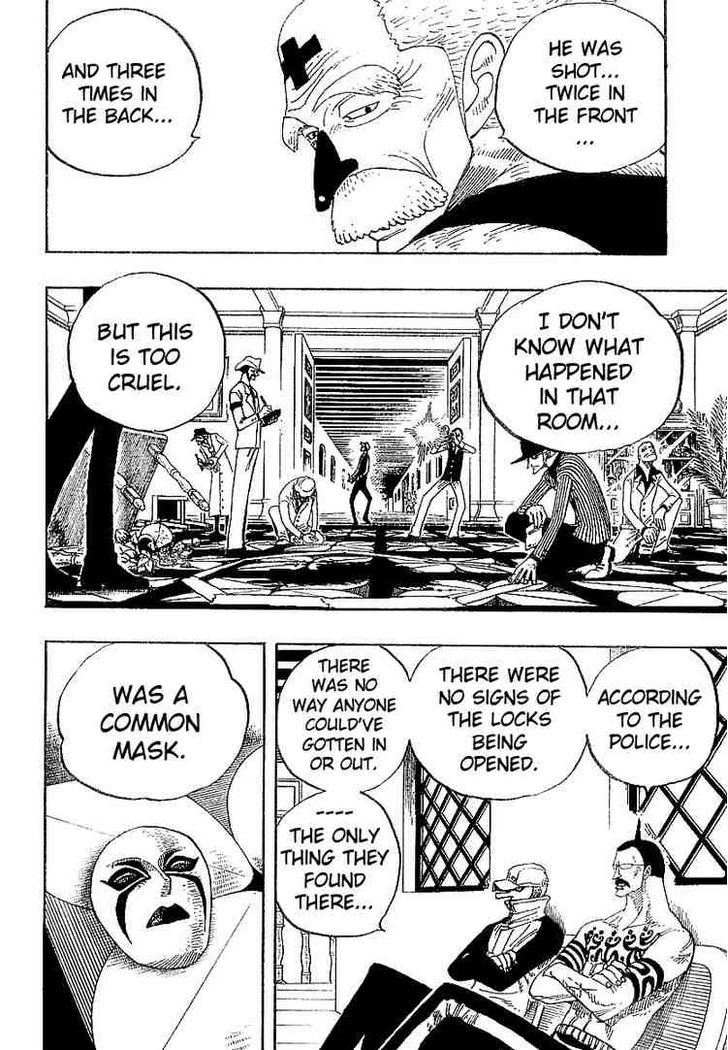 HE WAS
SHOT...
TWICE IN
THE FRONT
...
AND THREE
TIMES IN
THE BACK...
I DON'T
KNOW WHAT
HAPPENED
IN THAT
ROOM...
BUT THIS
IS TOO
CRUEL.
ACCORDING
TO THE
POLICE...
THERE WERE
NO SIGNS OF
THE LOCKS
BEING
OPENED.
THERE
WAS NO
WAY ANYONE
COULD'VE
GOTTEN IN
OR OUT.
----
THE ONLY
THING THEY
FOUND
THERE...
WAS A
COMMON
MASK.